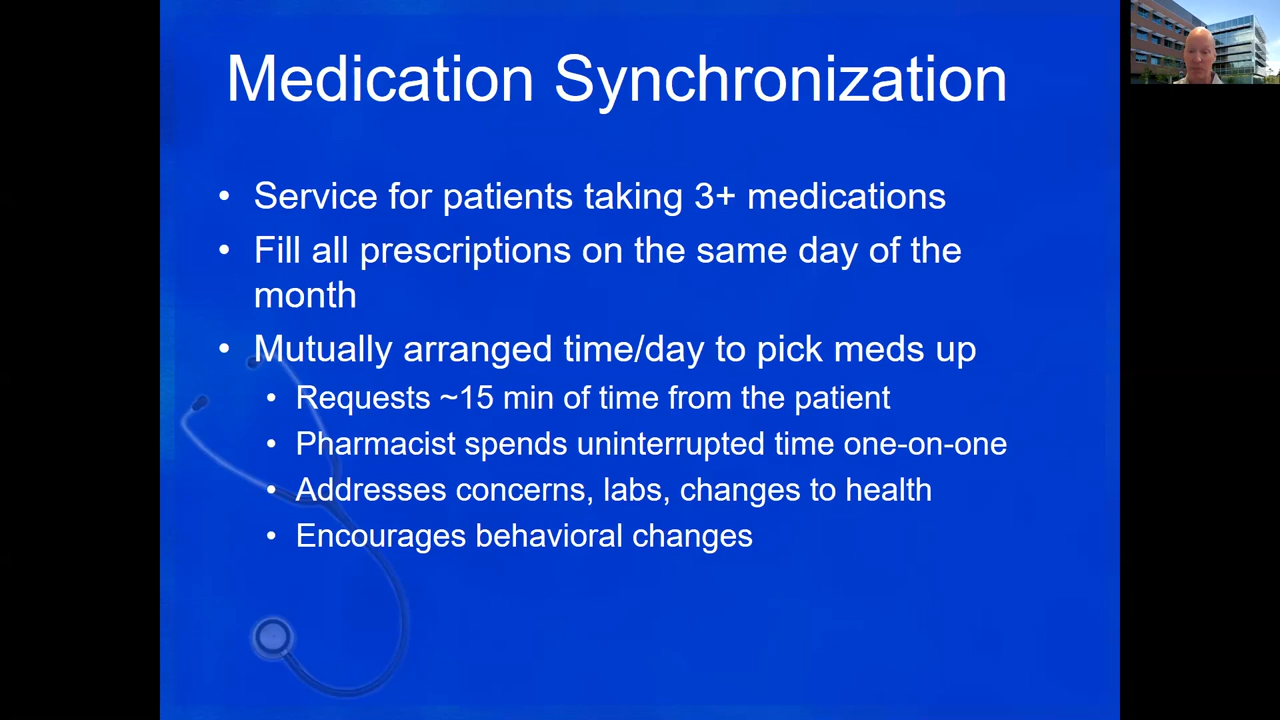 Medication Synchronization
• Service for patients taking 3+ medications
• Fill all prescriptions on the same day of the
month
• Mutually arranged time/day to pick meds up
• Requests ~15 min of time from the patient
• Pharmacist spends uninterrupted time one-on-one
• Addresses concerns, labs, changes to health
• Encourages behavioral changes